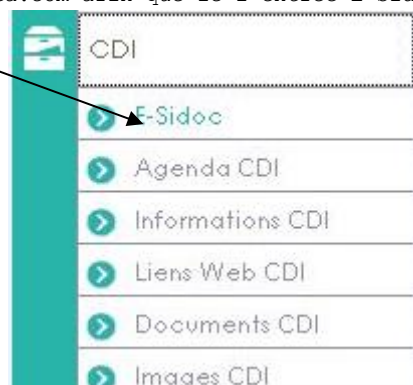 CDI
E-Sidoc
Agenda CDI
Informations CDI
Liens Web CDI
Documents CDI
Images CDI